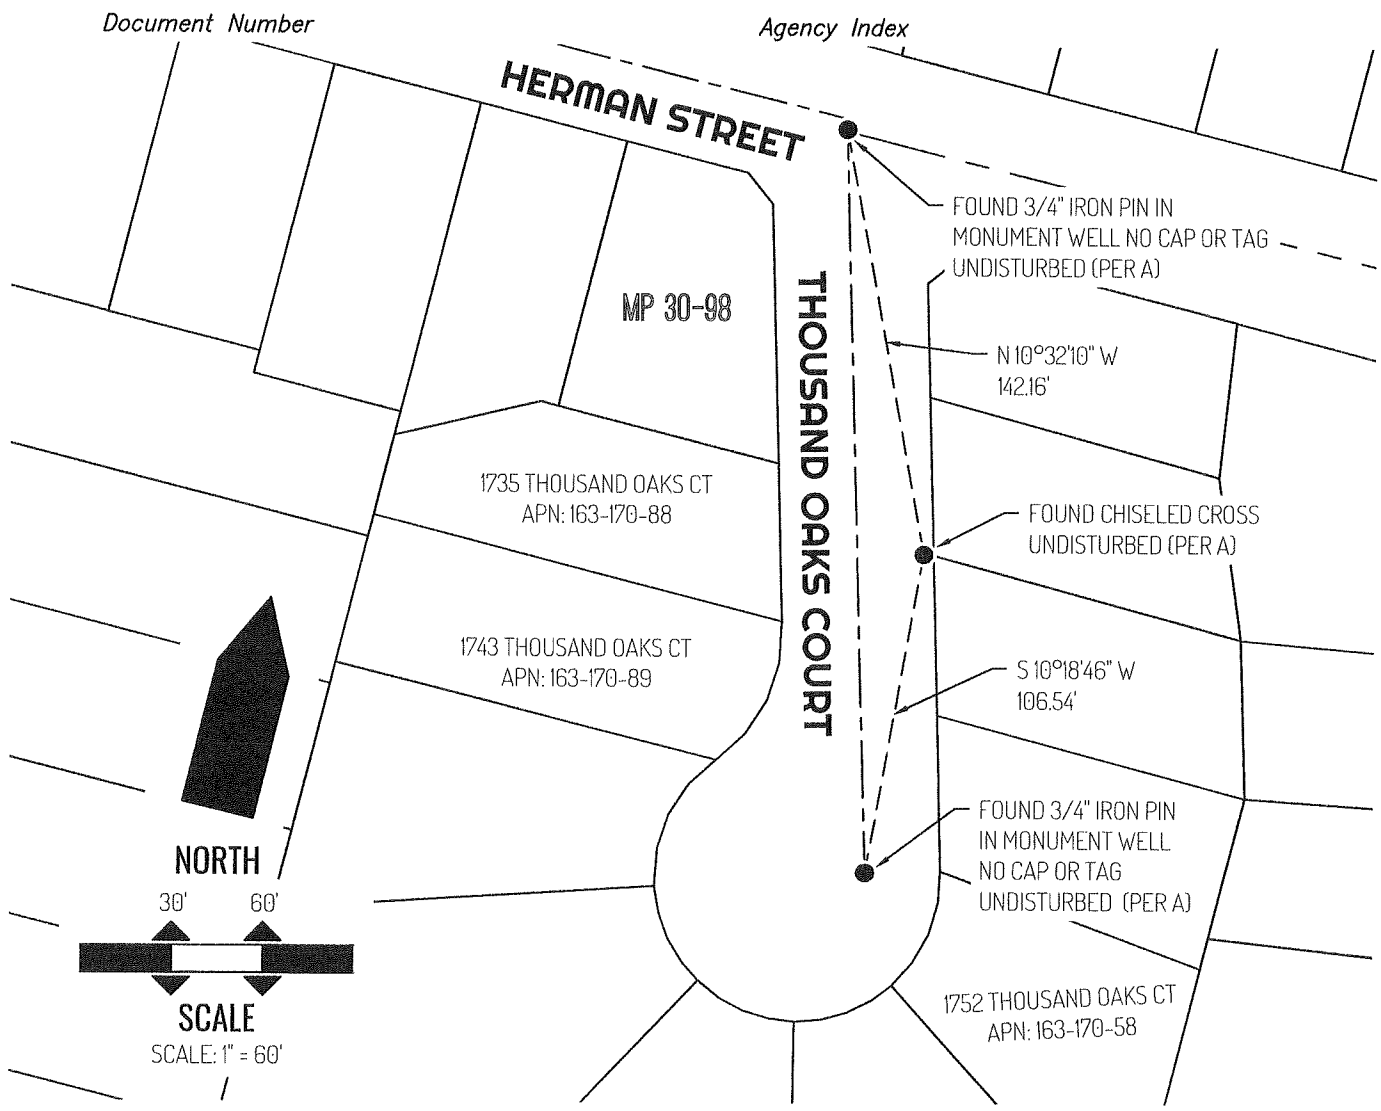 Document Number
Agency Index
HERMAN STREET
FOUND 3/4" IRON PIN IN
MONUMENT WELL NO CAP OR TAG
UNDISTURBED (PER A)
MP 30-98
THOUSAND OAKS COURT
N 10°32'10" W
142.16'
1735 THOUSAND OAKS CT
APN: 163-170-88
FOUND CHISELED CROSS
UNDISTURBED (PER A)
1743 THOUSAND OAKS CT
APN: 163-170-89
S 10°18'46" W
106.54'
FOUND 3/4" IRON PIN
IN MONUMENT WELL
NO CAP OR TAG
UNDISTURBED (PER A)
NORTH
30' 60'
SCALE
SCALE: 1" = 60'
1752 THOUSAND OAKS CT
APN: 163-170-58